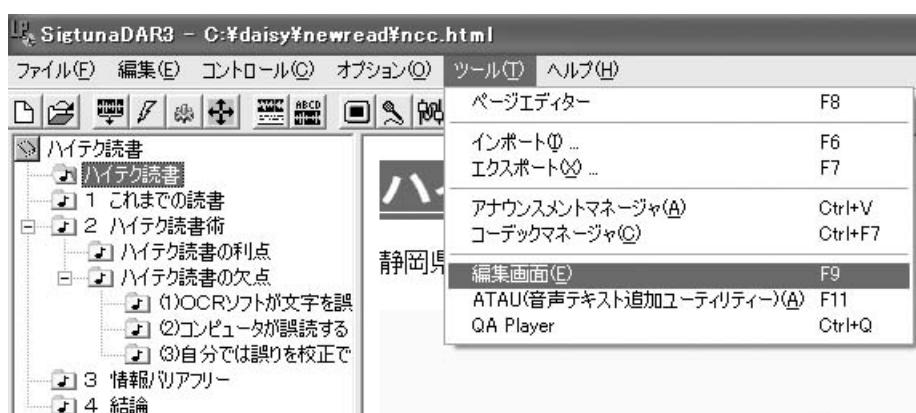 SigtunaDAR3 - C:¥daisy¥newread¥ncc.html
ファイル(F) 編集(E) コントロール(C) オプション(O) ツール(T) ヘルプ(H)
ページエディター F8
インポート(I) ...  F6
エクスポート(X) ... F7
アナウンスメントマネージャ(A) Ctrl+V
コーデックマネージャ(C) Ctrl+F7
編集画面(E) F9
ATAU(音声テキスト追加ユーティリティー)(A) F11
QA Player Ctrl+Q
ハイテク読書
ハイテク読書
1 これまでの読書
2 ハイテク読書術
ハイテク読書の利点
ハイテク読書の欠点
(1)OCRソフトが文字を誤
(2)コンピュータが誤読する
(3)自分では誤りを校正で
3 情報バリアフリー
4 結論
ハイ
静岡県